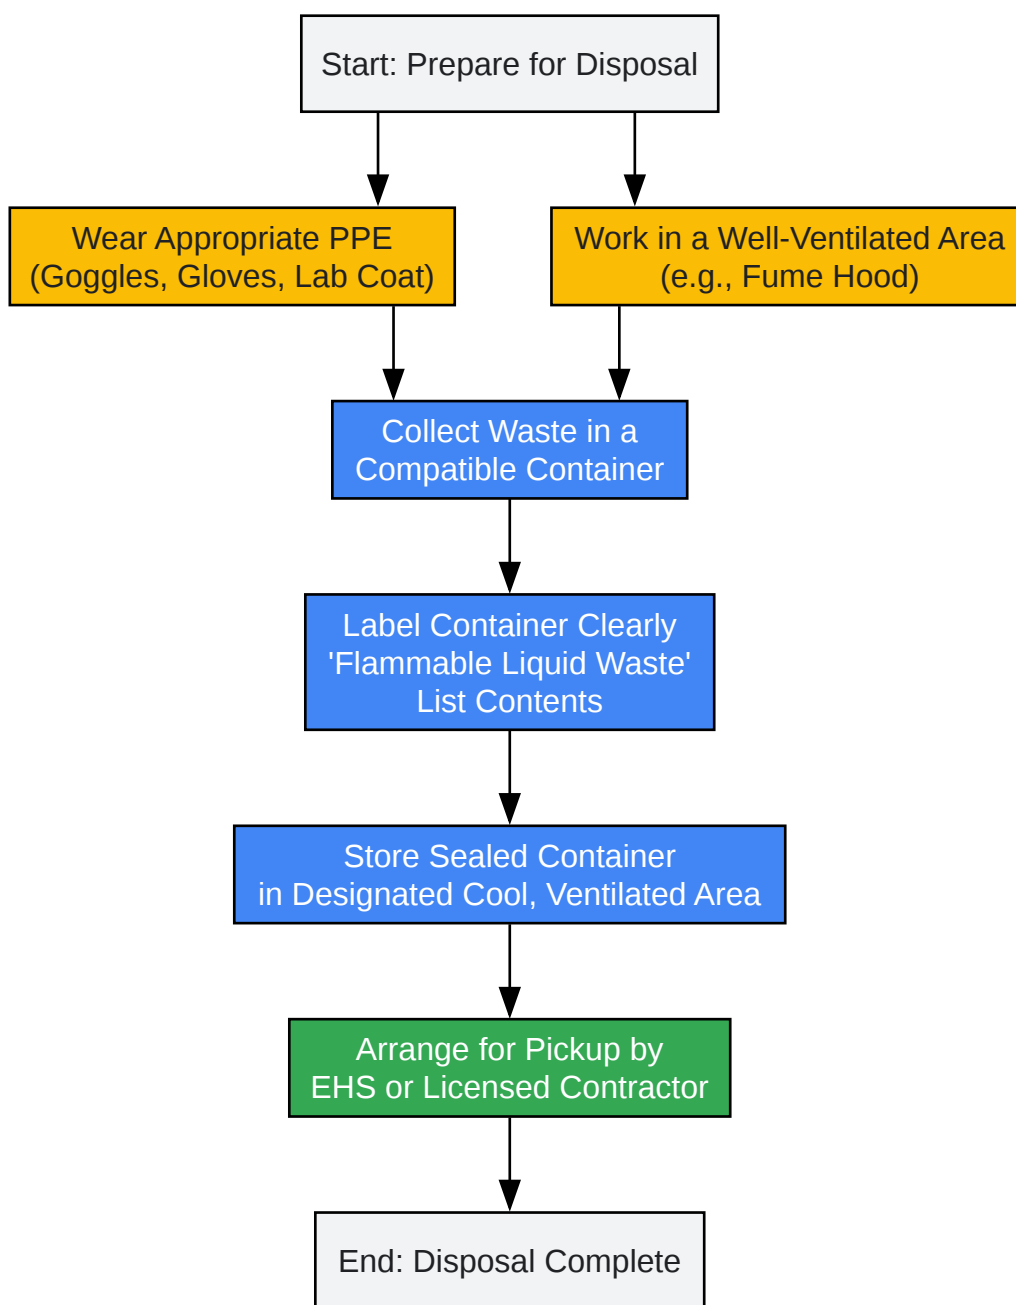 Start: Prepare for Disposal
Wear Appropriate PPE
(Goggles, Gloves, Lab Coat)
Work in a Well-Ventilated Area
(e.g., Fume Hood)
Collect Waste in a
Compatible Container
Label Container Clearly
'Flammable Liquid Waste'
List Contents
Store Sealed Container
in Designated Cool, Ventilated Area
Arrange for Pickup by
EHS or Licensed Contractor
End: Disposal Complete